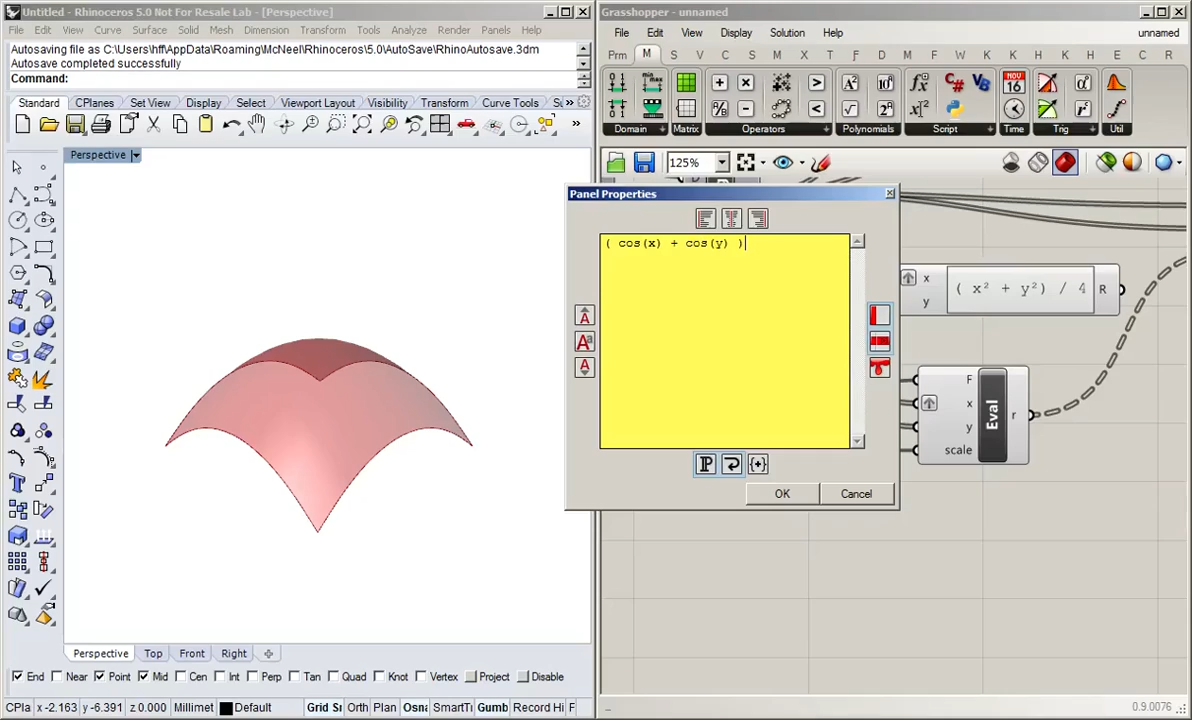 Untitled - Rhinoceros 5.0 Not For Resale Lab - [Perspective]
File Edit View Curve Surface Solid Mesh Dimension Transform Tools Analyze Render Panels Help
Autosaving file as C:\Users\hff\AppData\Roaming\McNeel\Rhinoceros\5.0\AutoSave\RhinoAutosave.3dm
Autosave completed successfully
Command:
Standard CPlanes Set View Display Select Viewport Layout Visibility Transform Curve Tools
Perspective
Perspective Top Front Right
End Near Point Mid Cen Int Perp Tan Quad Knot Vertex Project Disable
CPla x -2.163 y -6.391 z 0.000 Millimet Default Grid Sı Orth Plan Osna SmartTı Gumb Record Hi F
Grasshopper - unnamed
File Edit View Display Solution Help unnamed
Prm M S V C S M X T D L H A F W K E C R
Domain Matrix Operators Polynomials Script Time Trig Util
125%
Panel Properties
( cos(x) + cos(y) )
OK Cancel
x
y
( x² + y²) / 4
R
F
x
y
scale
Eval
r
0.9.0076